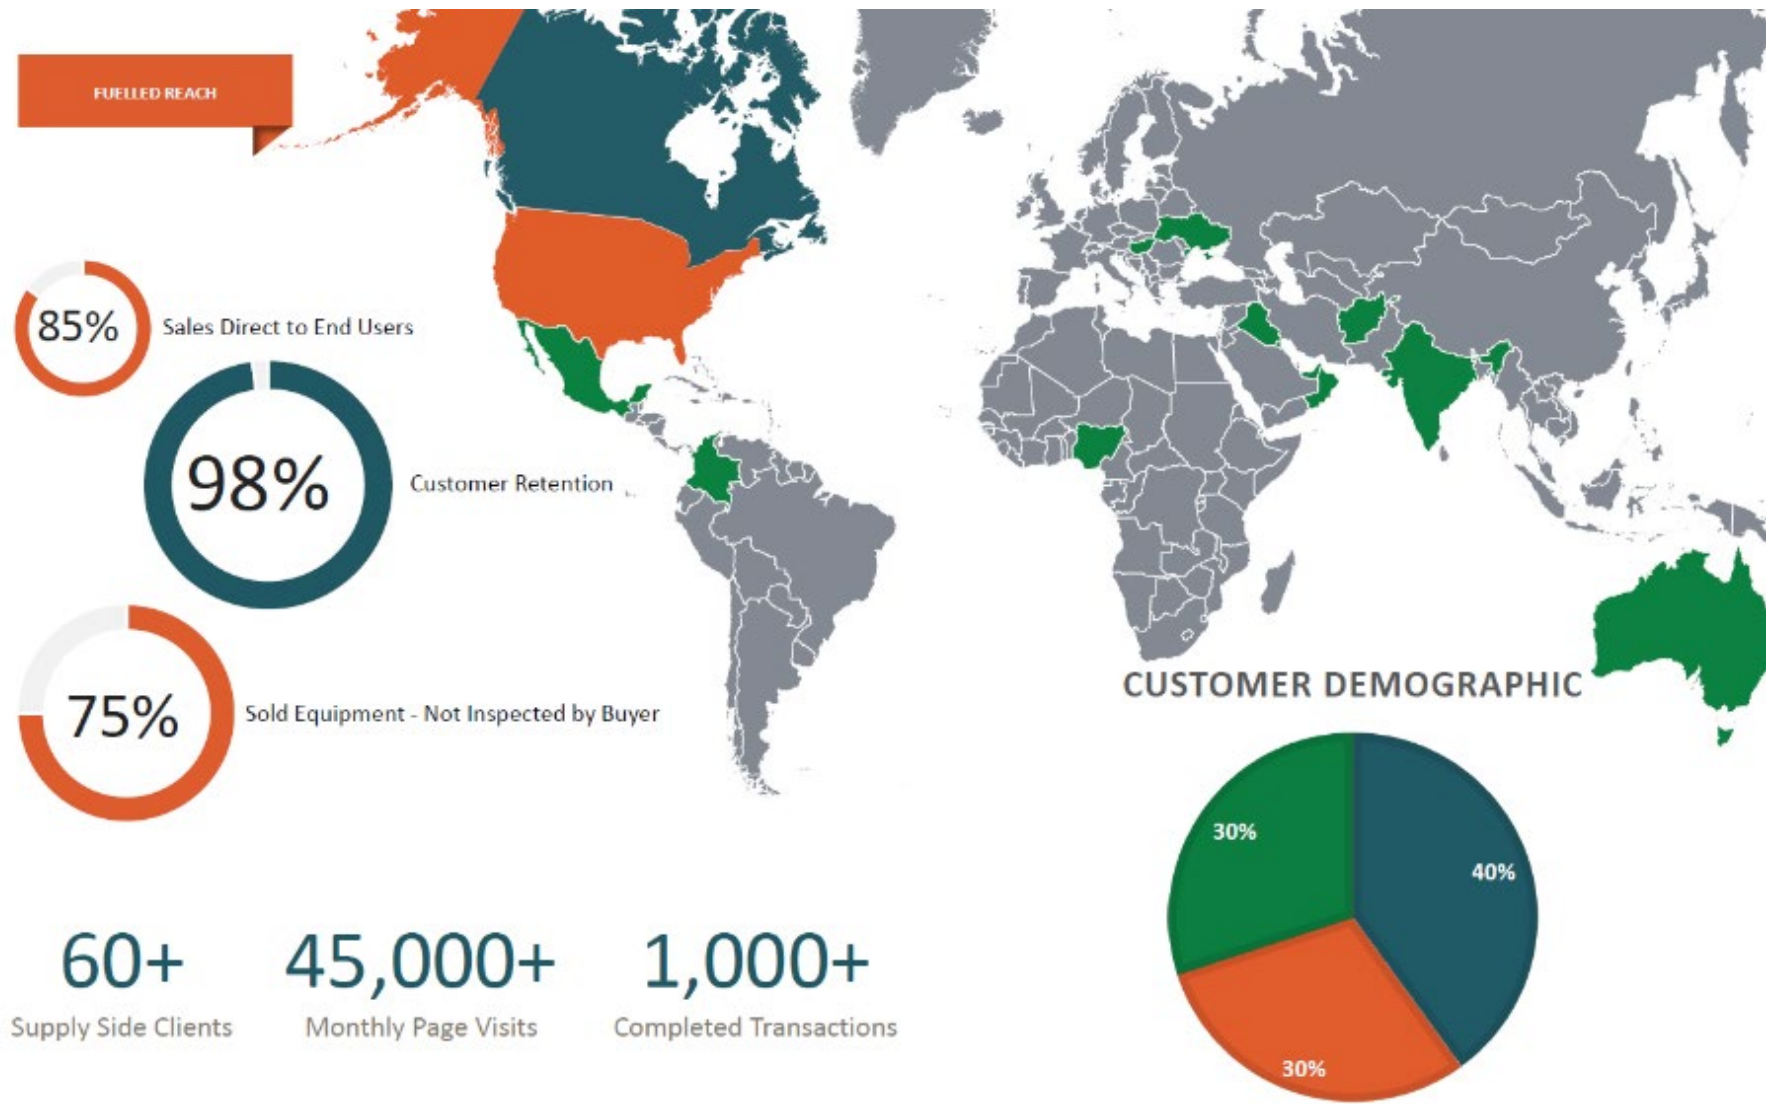 FUELLED REACH
85%
Sales Direct to End Users
98%
Customer Retention
75%
Sold Equipment - Not Inspected by Buyer
60+
Supply Side Clients
45,000+
Monthly Page Visits
1,000+
Completed Transactions
CUSTOMER DEMOGRAPHIC
30%
40%
30%